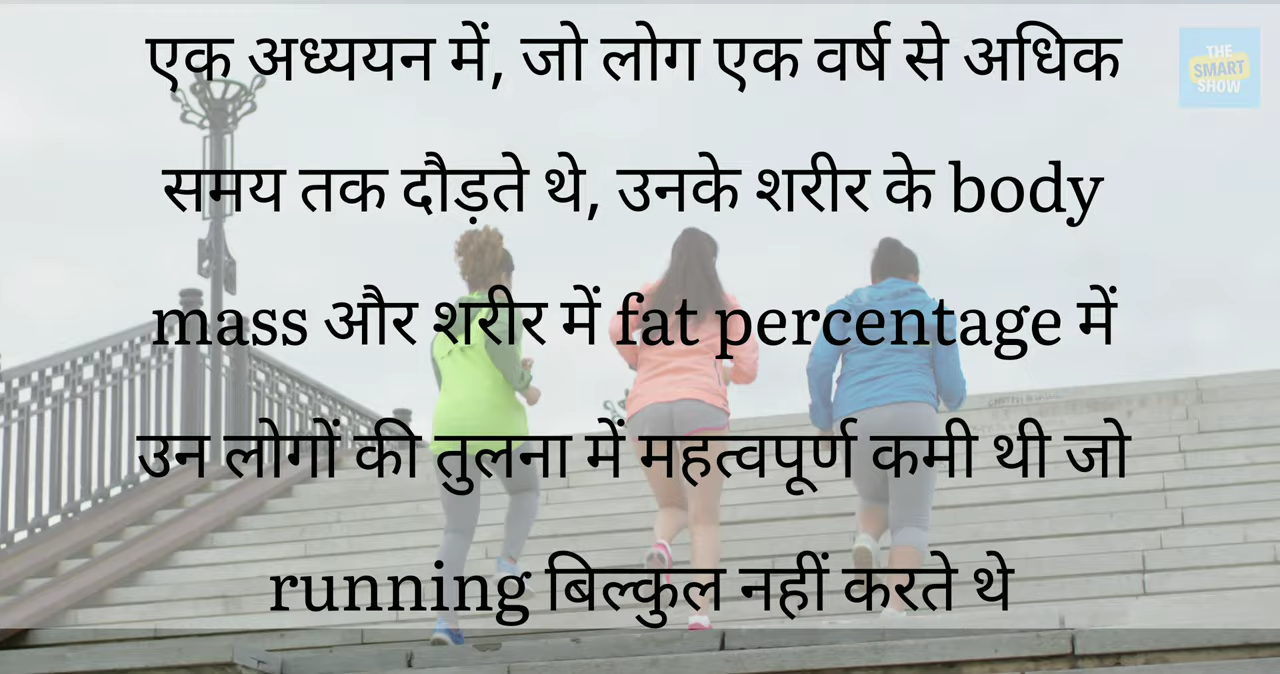 एक अध्ययन में, जो लोग एक वर्ष से अधिक
समय तक दौड़ते थे, उनके शरीर के body
mass और शरीर में fat percentage में
उन लोगों की तुलना में महत्वपूर्ण कमी थी जो
running बिल्कुल नहीं करते थे
THE
SMART
SHOW